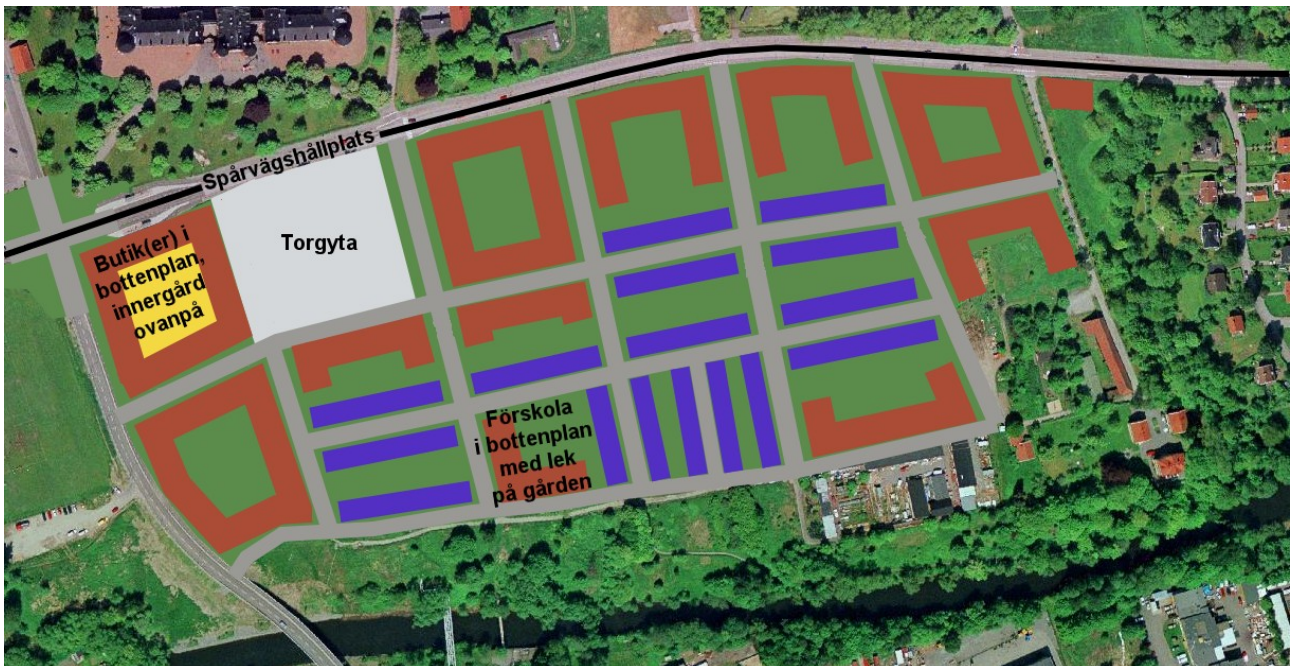 Spårvägshållplats
Butik(er) i
bottenplan,
innergård
ovanpå
Torgyta
Förskola
i bottenplan
med lek
på gården